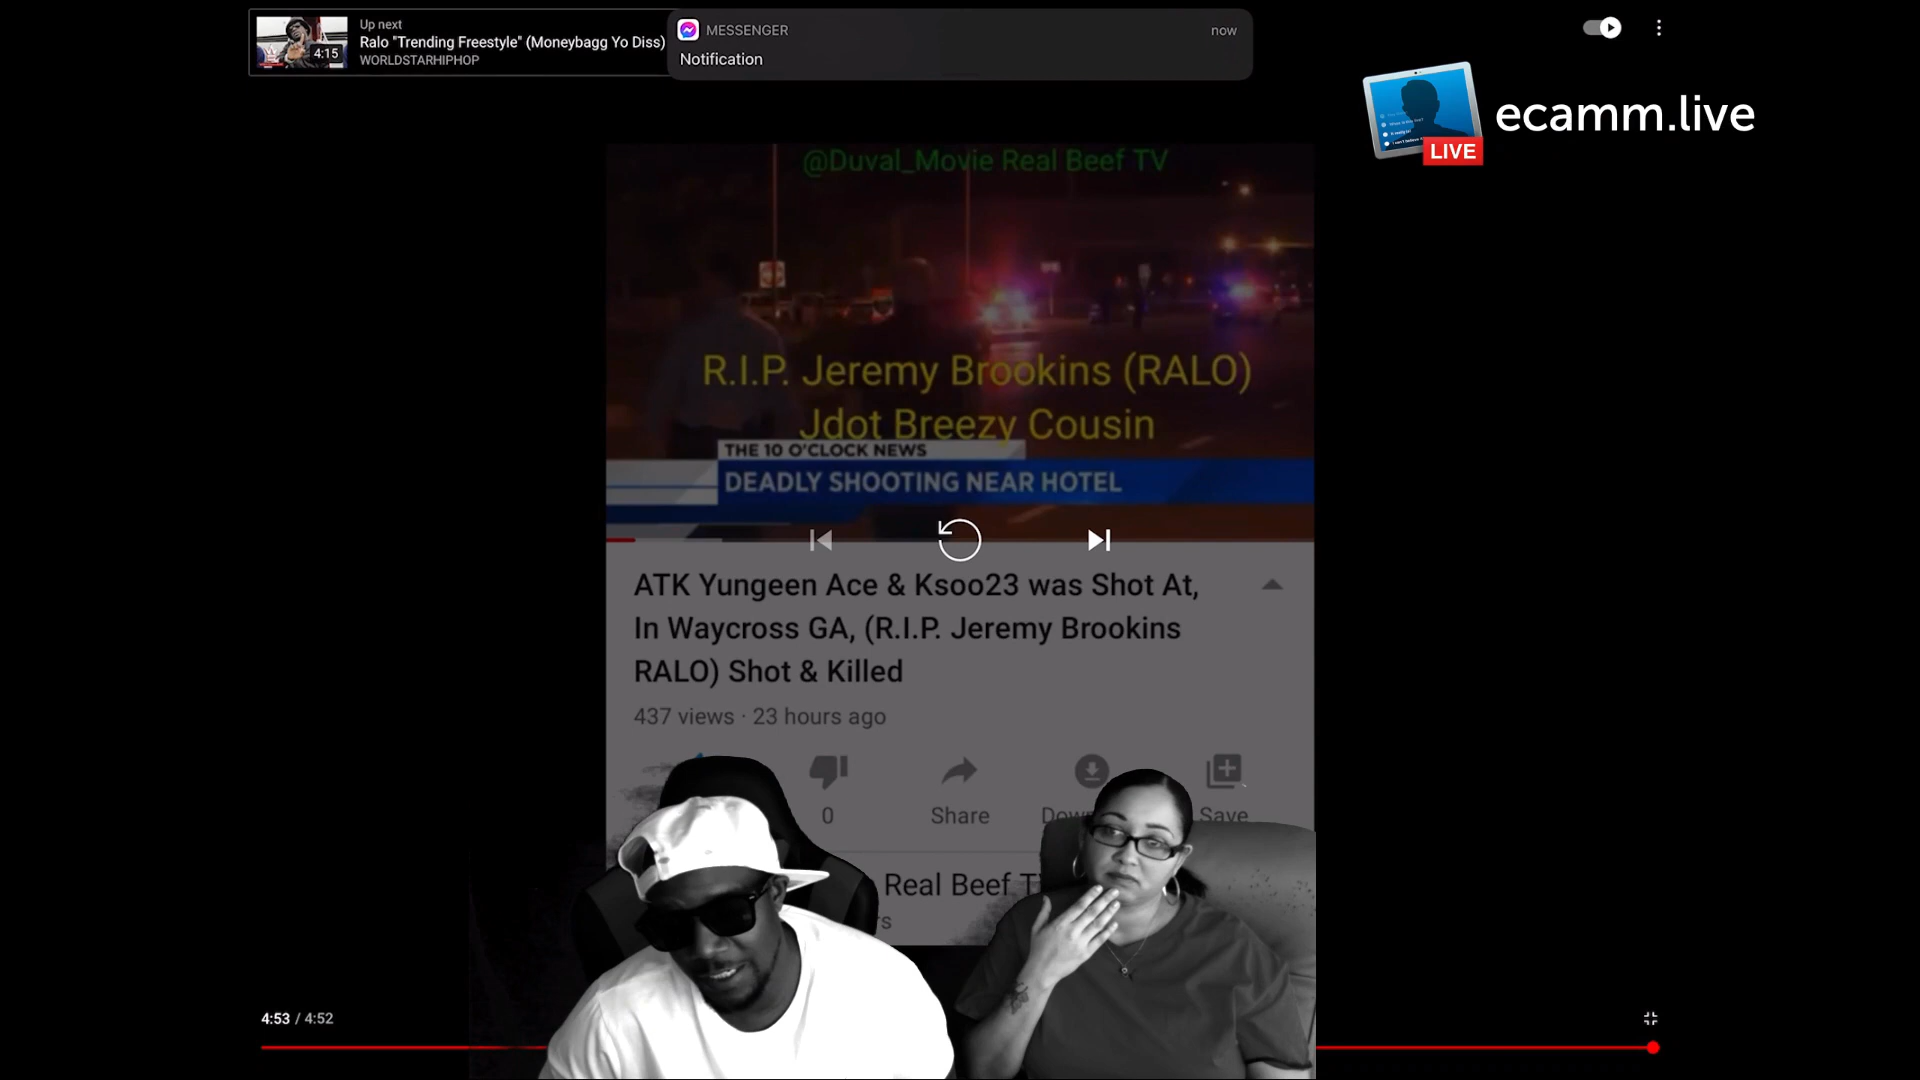 Up next
Ralo "Trending Freestyle" (Moneybagg Yo Diss)
WORLDSTARHIPHOP
4:15
MESSENGER
now
Notification
ecamm.live
LIVE
@Duval_Movie Real Beef TV
R.I.P. Jeremy Brookins (RALO)
Jdot Breezy Cousin
THE 10 O'CLOCK NEWS
DEADLY SHOOTING NEAR HOTEL
ATK Yungeen Ace & Ksoo23 was Shot At,
In Waycross GA, (R.I.P. Jeremy Brookins
RALO) Shot & Killed
437 views · 23 hours ago
0
Share
Save
Real Beef
4:53 / 4:52